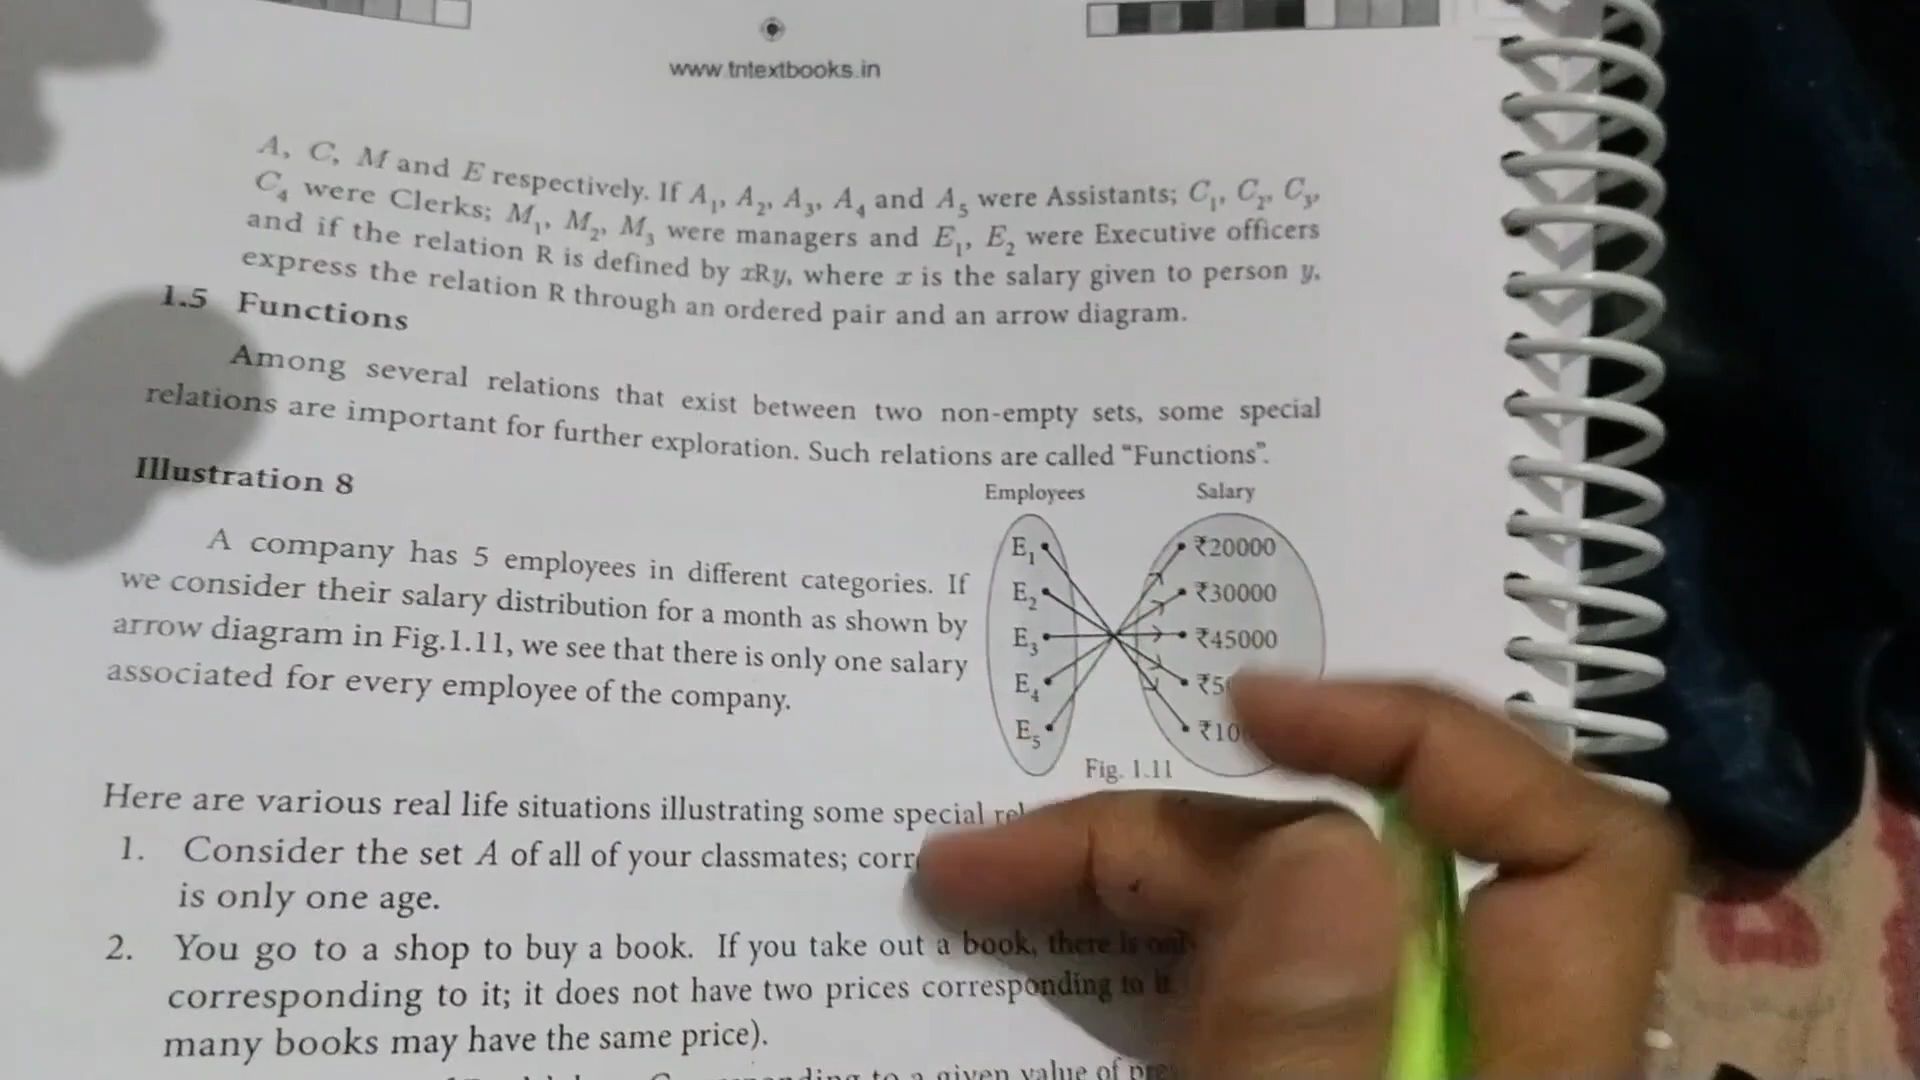 www.tntextbooks.in
A, C, M and E respectively. If A₁, A₂, A₃, A₄ and A₅ were Assistants; C₁, C₂, C₃,
C₄ were Clerks; M₁, M₂, M₃ were managers and E₁, E₂ were Executive officers
and if the relation R is defined by xRy, where x is the salary given to person y,
express the relation R through an ordered pair and an arrow diagram.
1.5 Functions
Among several relations that exist between two non-empty sets, some special
relations are important for further exploration. Such relations are called “Functions”.
Illustration 8
A company has 5 employees in different categories. If
we consider their salary distribution for a month as shown by
arrow diagram in Fig.1.11, we see that there is only one salary
associated for every employee of the company.
Employees Salary
E₁ ₹20000
E₂ ₹30000
E₃ ₹45000
E₄
E₅
Fig. 1.11
Here are various real life situations illustrating some special
1. Consider the set A of all of your classmates;
is only one age.
2. You go to a shop to buy a book. If you take out a book, there is
corresponding to it; it does not have two prices corresponding to it
many books may have the same price).
to a given value of